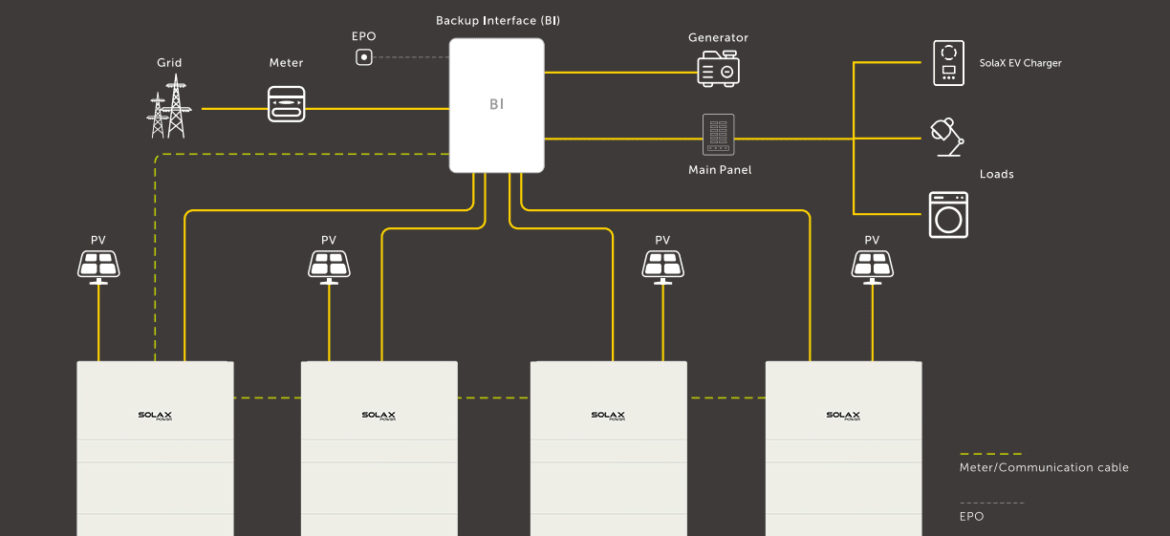 Backup Interface (BI)
EPO
Generator
Grid
Meter
SolaX EV Charger
BI
Main Panel
Loads
PV
PV
PV
PV
SOLAX
POWER
SOLAX
POWER
SOLAX
POWER
SOLAX
POWER
Meter/Communication cable
EPO